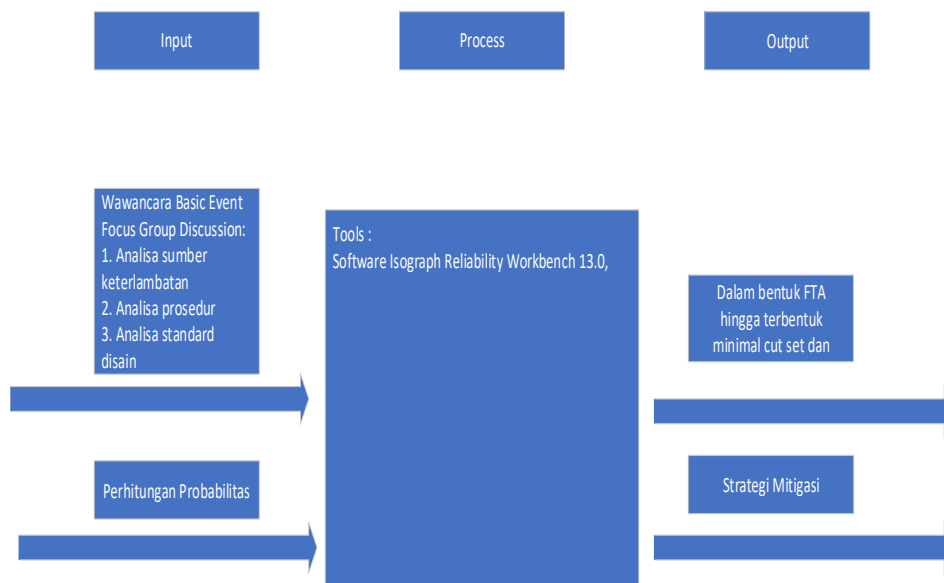 Input
Process
Output
Wawancara Basic Event
Focus Group Discussion:
1. Analisa sumber
keterlambatan
2. Analisa prosedur
3. Analisa standard
disain
Tools :
Software Isograph Reliability Workbench 13.0,
Dalam bentuk FTA
hingga terbentuk
minimal cut set dan
Perhitungan Probabilitas
Strategi Mitigasi